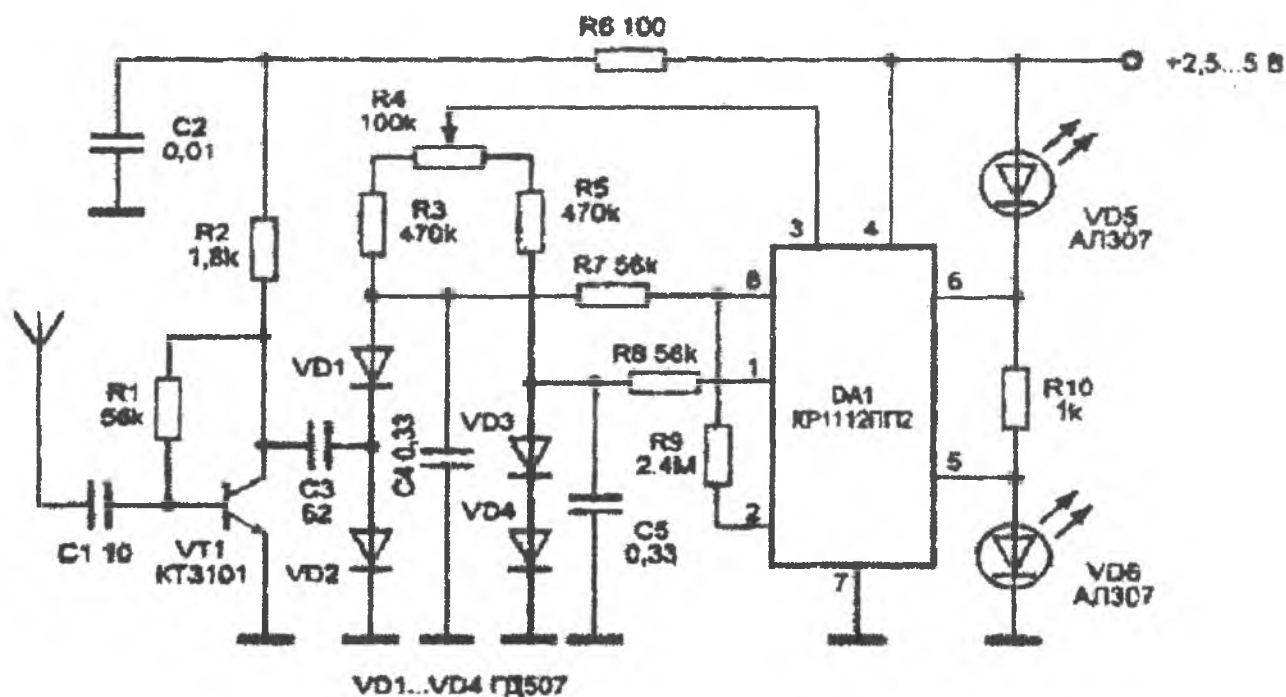 R6 100
+2,5...5 В
R4
100k
C2
0,01
R3
470k
R5
470k
R2
1,8k
3
4
VD5
АЛ307
R7 56k
8
6
VD1
R8 56k
1
R1
56k
DA1
КР1112ПП2
R10
1k
C4 0,33
VD3
R9
2.4M
C3
62
5
2
C1 10
VT1
КТ3101
VD2
VD4
C5
0,33
7
VD6
АЛ307
VD1...VD4 ГД507